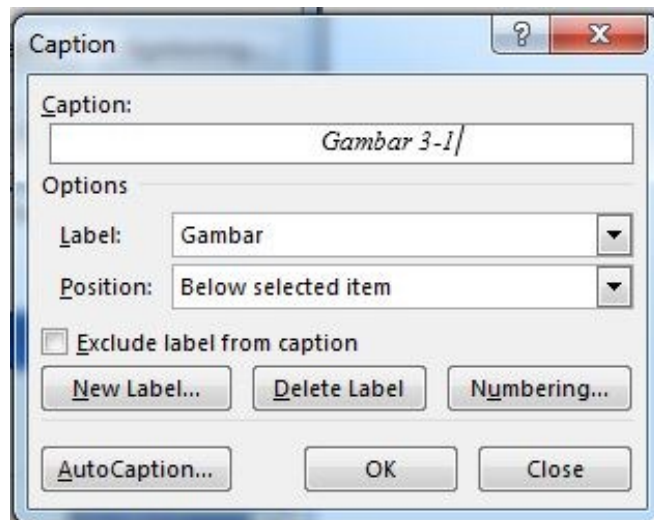 Caption
Caption:
Gambar 3-1
Options
Label: Gambar
Position: Below selected item
Exclude label from caption
New Label... Delete Label Numbering...
AutoCaption... OK Close